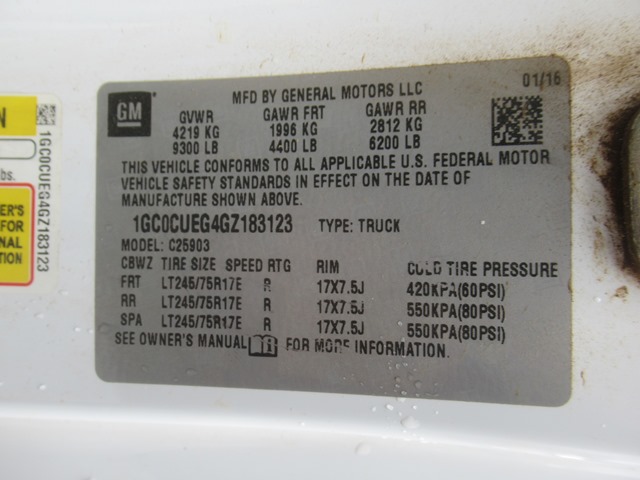 GM
MFD BY GENERAL MOTORS LLC
01/16
GVWR GAWR FRT GAWR RR
4219 KG 1996 KG 2812 KG
9300 LB 4400 LB 6200 LB
THIS VEHICLE CONFORMS TO ALL APPLICABLE U.S. FEDERAL MOTOR
VEHICLE SAFETY STANDARDS IN EFFECT ON THE DATE OF
MANUFACTURE SHOWN ABOVE.
1GC0CUEG4GZ183123 TYPE: TRUCK
MODEL: C25903
CBWZ TIRE SIZE SPEED RTG RIM COLD TIRE PRESSURE
FRT LT245/75R17E R 17X7.5J 420KPA(60PSI)
RR LT245/75R17E R 17X7.5J 550KPA(80PSI)
SPA LT245/75R17E R 17X7.5J 550KPA(80PSI)
SEE OWNER'S MANUAL FOR MORE INFORMATION.
1GC0CUEG4GZ183123
lbs.
FOR